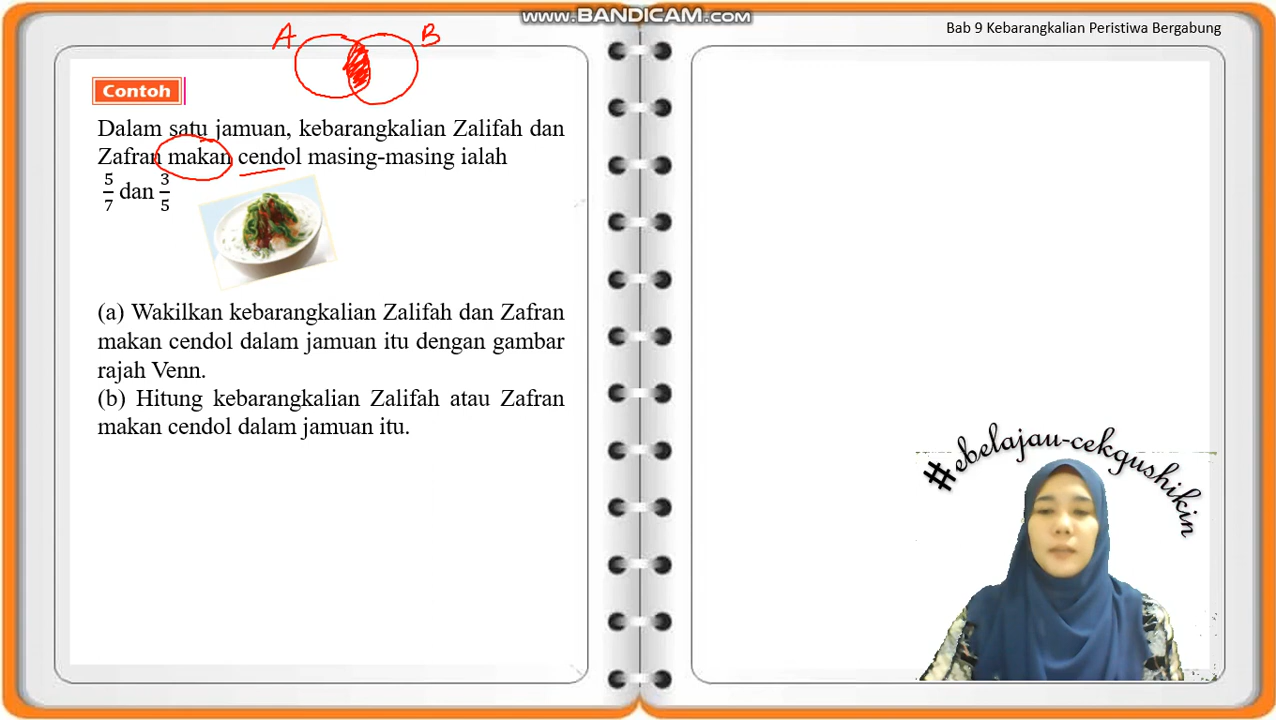 www.BANDICAM.com
Bab 9 Kebarangkalian Peristiwa Bergabung
A B
Contoh
Dalam satu jamuan, kebarangkalian Zalifah dan
Zafran makan cendol masing-masing ialah
5/7 dan 3/5
(a) Wakilkan kebarangkalian Zalifah dan Zafran
makan cendol dalam jamuan itu dengan gambar
rajah Venn.
(b) Hitung kebarangkalian Zalifah atau Zafran
makan cendol dalam jamuan itu.
#ebelajau-cekgushikin